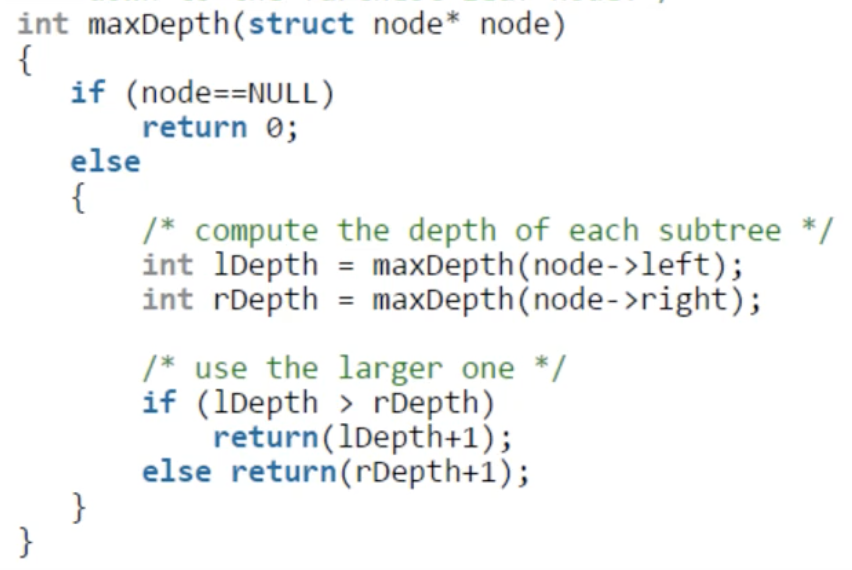 int maxDepth(struct node* node)
{
if (node==NULL)
return 0;
else
{
/* compute the depth of each subtree */
int lDepth = maxDepth(node->left);
int rDepth = maxDepth(node->right);
/* use the larger one */
if (lDepth > rDepth)
return(lDepth+1);
else return(rDepth+1);
}
}